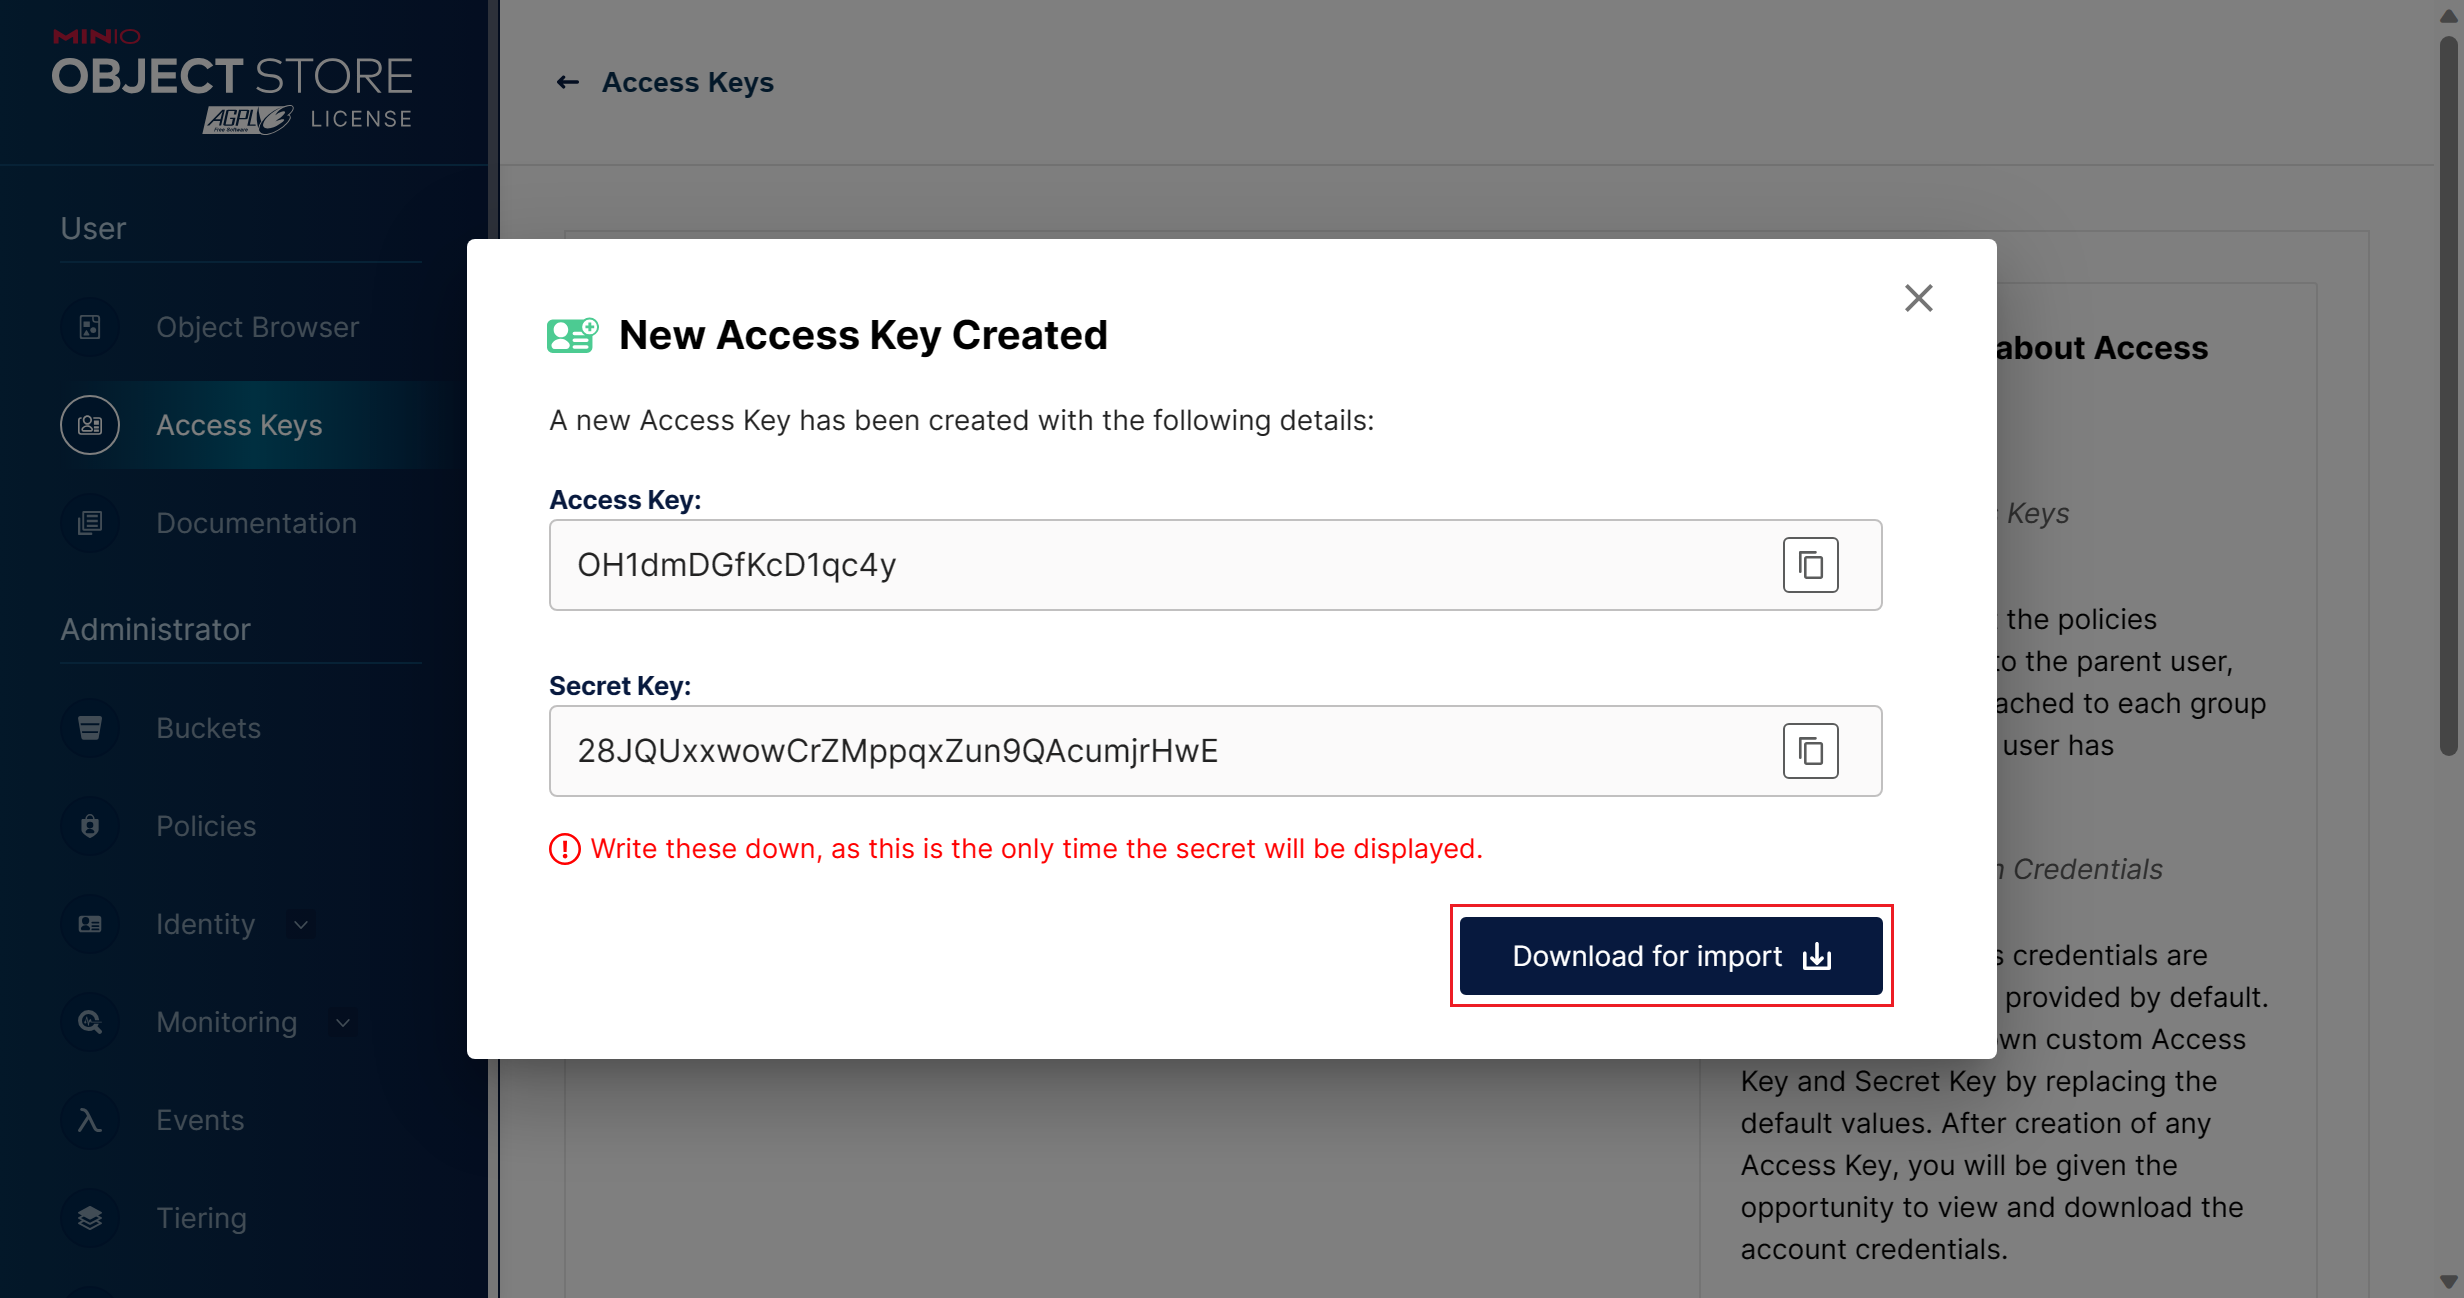 MINIO
OBJECT STORE
AGPL v3 LICENSE
Free Software
User
Object Browser
Access Keys
Documentation
Administrator
Buckets
Policies
Identity
Monitoring
Events
Tiering
Access Keys
New Access Key Created
A new Access Key has been created with the following details:
Access Key:
OH1dmDGfKcD1qc4y
Secret Key:
28JQUxxwowCrZMppqxZun9QAcumjrHwE
Write these down, as this is the only time the secret will be displayed.
Download for import
about Access
Keys
the policies
to the parent user,
ached to each group
user has
Credentials
credentials are
provided by default.
wn custom Access
Key and Secret Key by replacing the
default values. After creation of any
Access Key, you will be given the
opportunity to view and download the
account credentials.